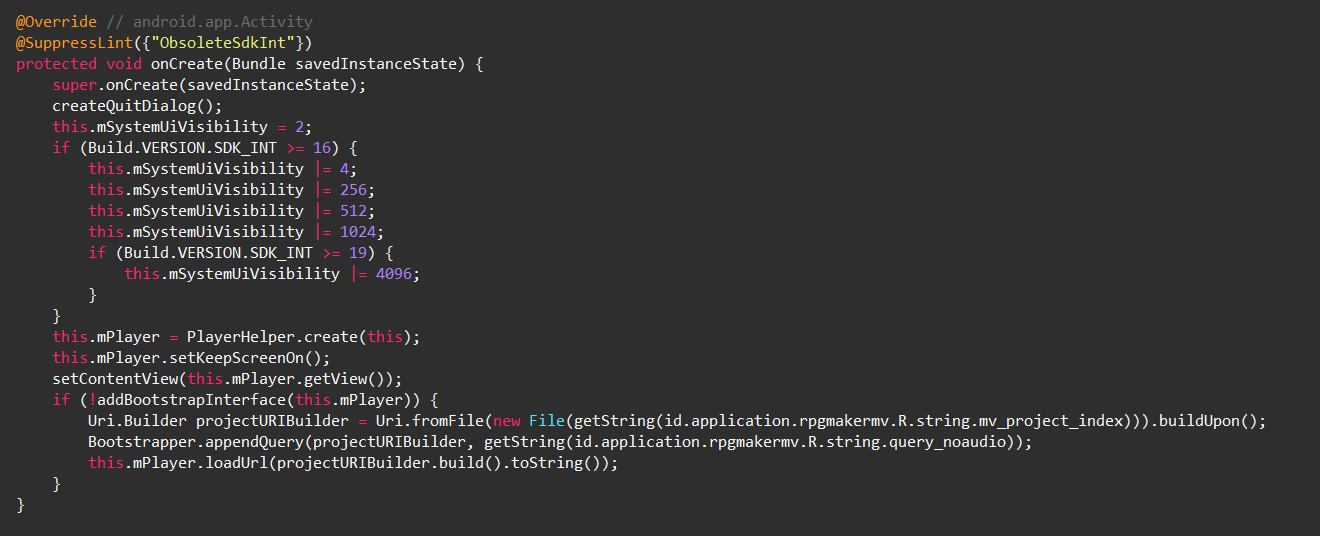 @Override // android.app.Activity
@SuppressLint({"ObsoleteSdkInt"})
protected void onCreate(Bundle savedInstanceState) {
    super.onCreate(savedInstanceState);
    createQuitDialog();
    this.mSystemUiVisibility = 2;
    if (Build.VERSION.SDK_INT >= 16) {
        this.mSystemUiVisibility |= 4;
        this.mSystemUiVisibility |= 256;
        this.mSystemUiVisibility |= 512;
        this.mSystemUiVisibility |= 1024;
        if (Build.VERSION.SDK_INT >= 19) {
            this.mSystemUiVisibility |= 4096;
        }
    }
    this.mPlayer = PlayerHelper.create(this);
    this.mPlayer.setKeepScreenOn();
    setContentView(this.mPlayer.getView());
    if (!addBootstrapInterface(this.mPlayer)) {
        Uri.Builder projectURIBuilder = Uri.fromFile(new File(getString(id.application.rpgmakermv.R.string.mv_project_index))).buildUpon();
        Bootstrapper.appendQuery(projectURIBuilder, getString(id.application.rpgmakermv.R.string.query_noaudio));
        this.mPlayer.loadUrl(projectURIBuilder.build().toString());
    }
}